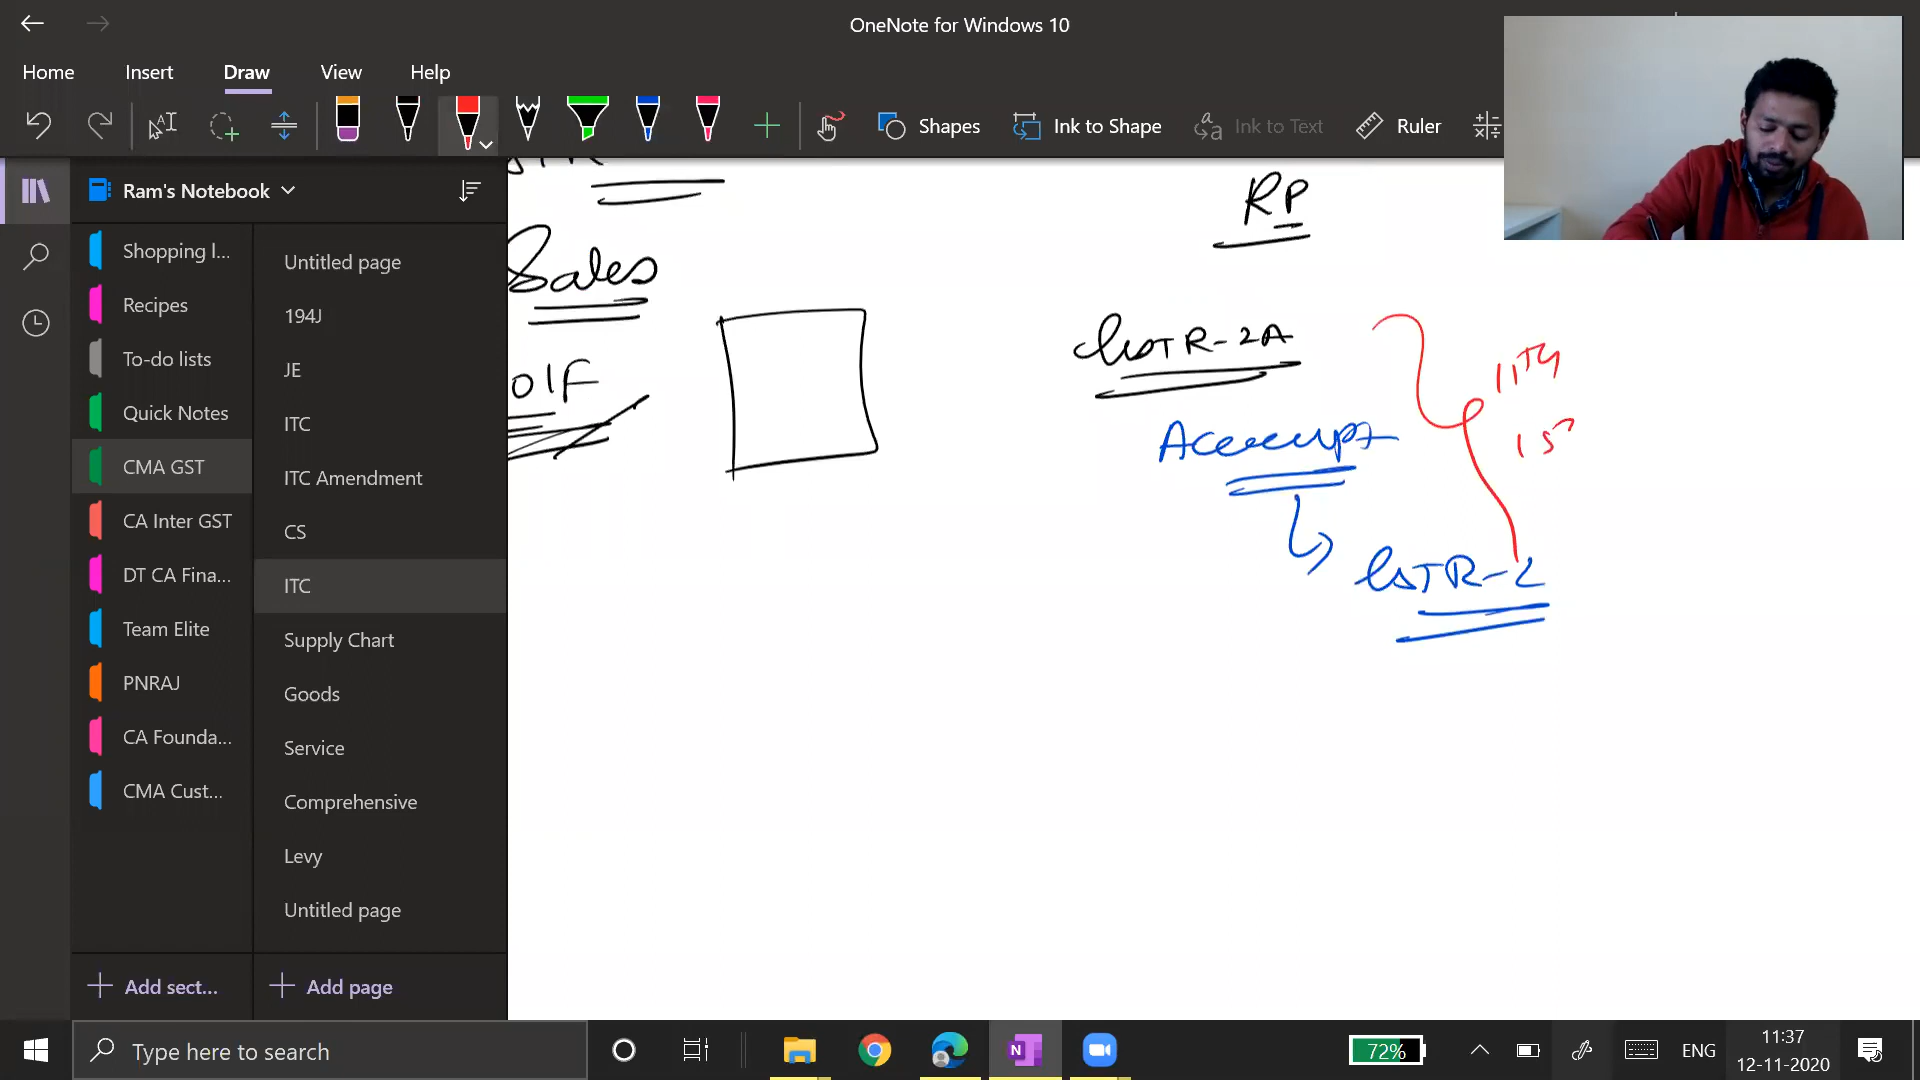 OneNote for Windows 10
Home Insert Draw View Help
Shapes Ink to Shape Ink to Text Ruler
Ram's Notebook
Shopping l...
Recipes
To-do lists
Quick Notes
CMA GST
CA Inter GST
DT CA Fina...
Team Elite
PNRAJ
CA Founda...
CMA Cust...
Add sect...
Untitled page
194J
JE
ITC
ITC Amendment
CS
ITC
Supply Chart
Goods
Service
Comprehensive
Levy
Untitled page
Add page
RP
Sales
GSTR-2A
11TH
01F
Accept
15
GSTR-2
Type here to search
N
72%
ENG
11:37
12-11-2020